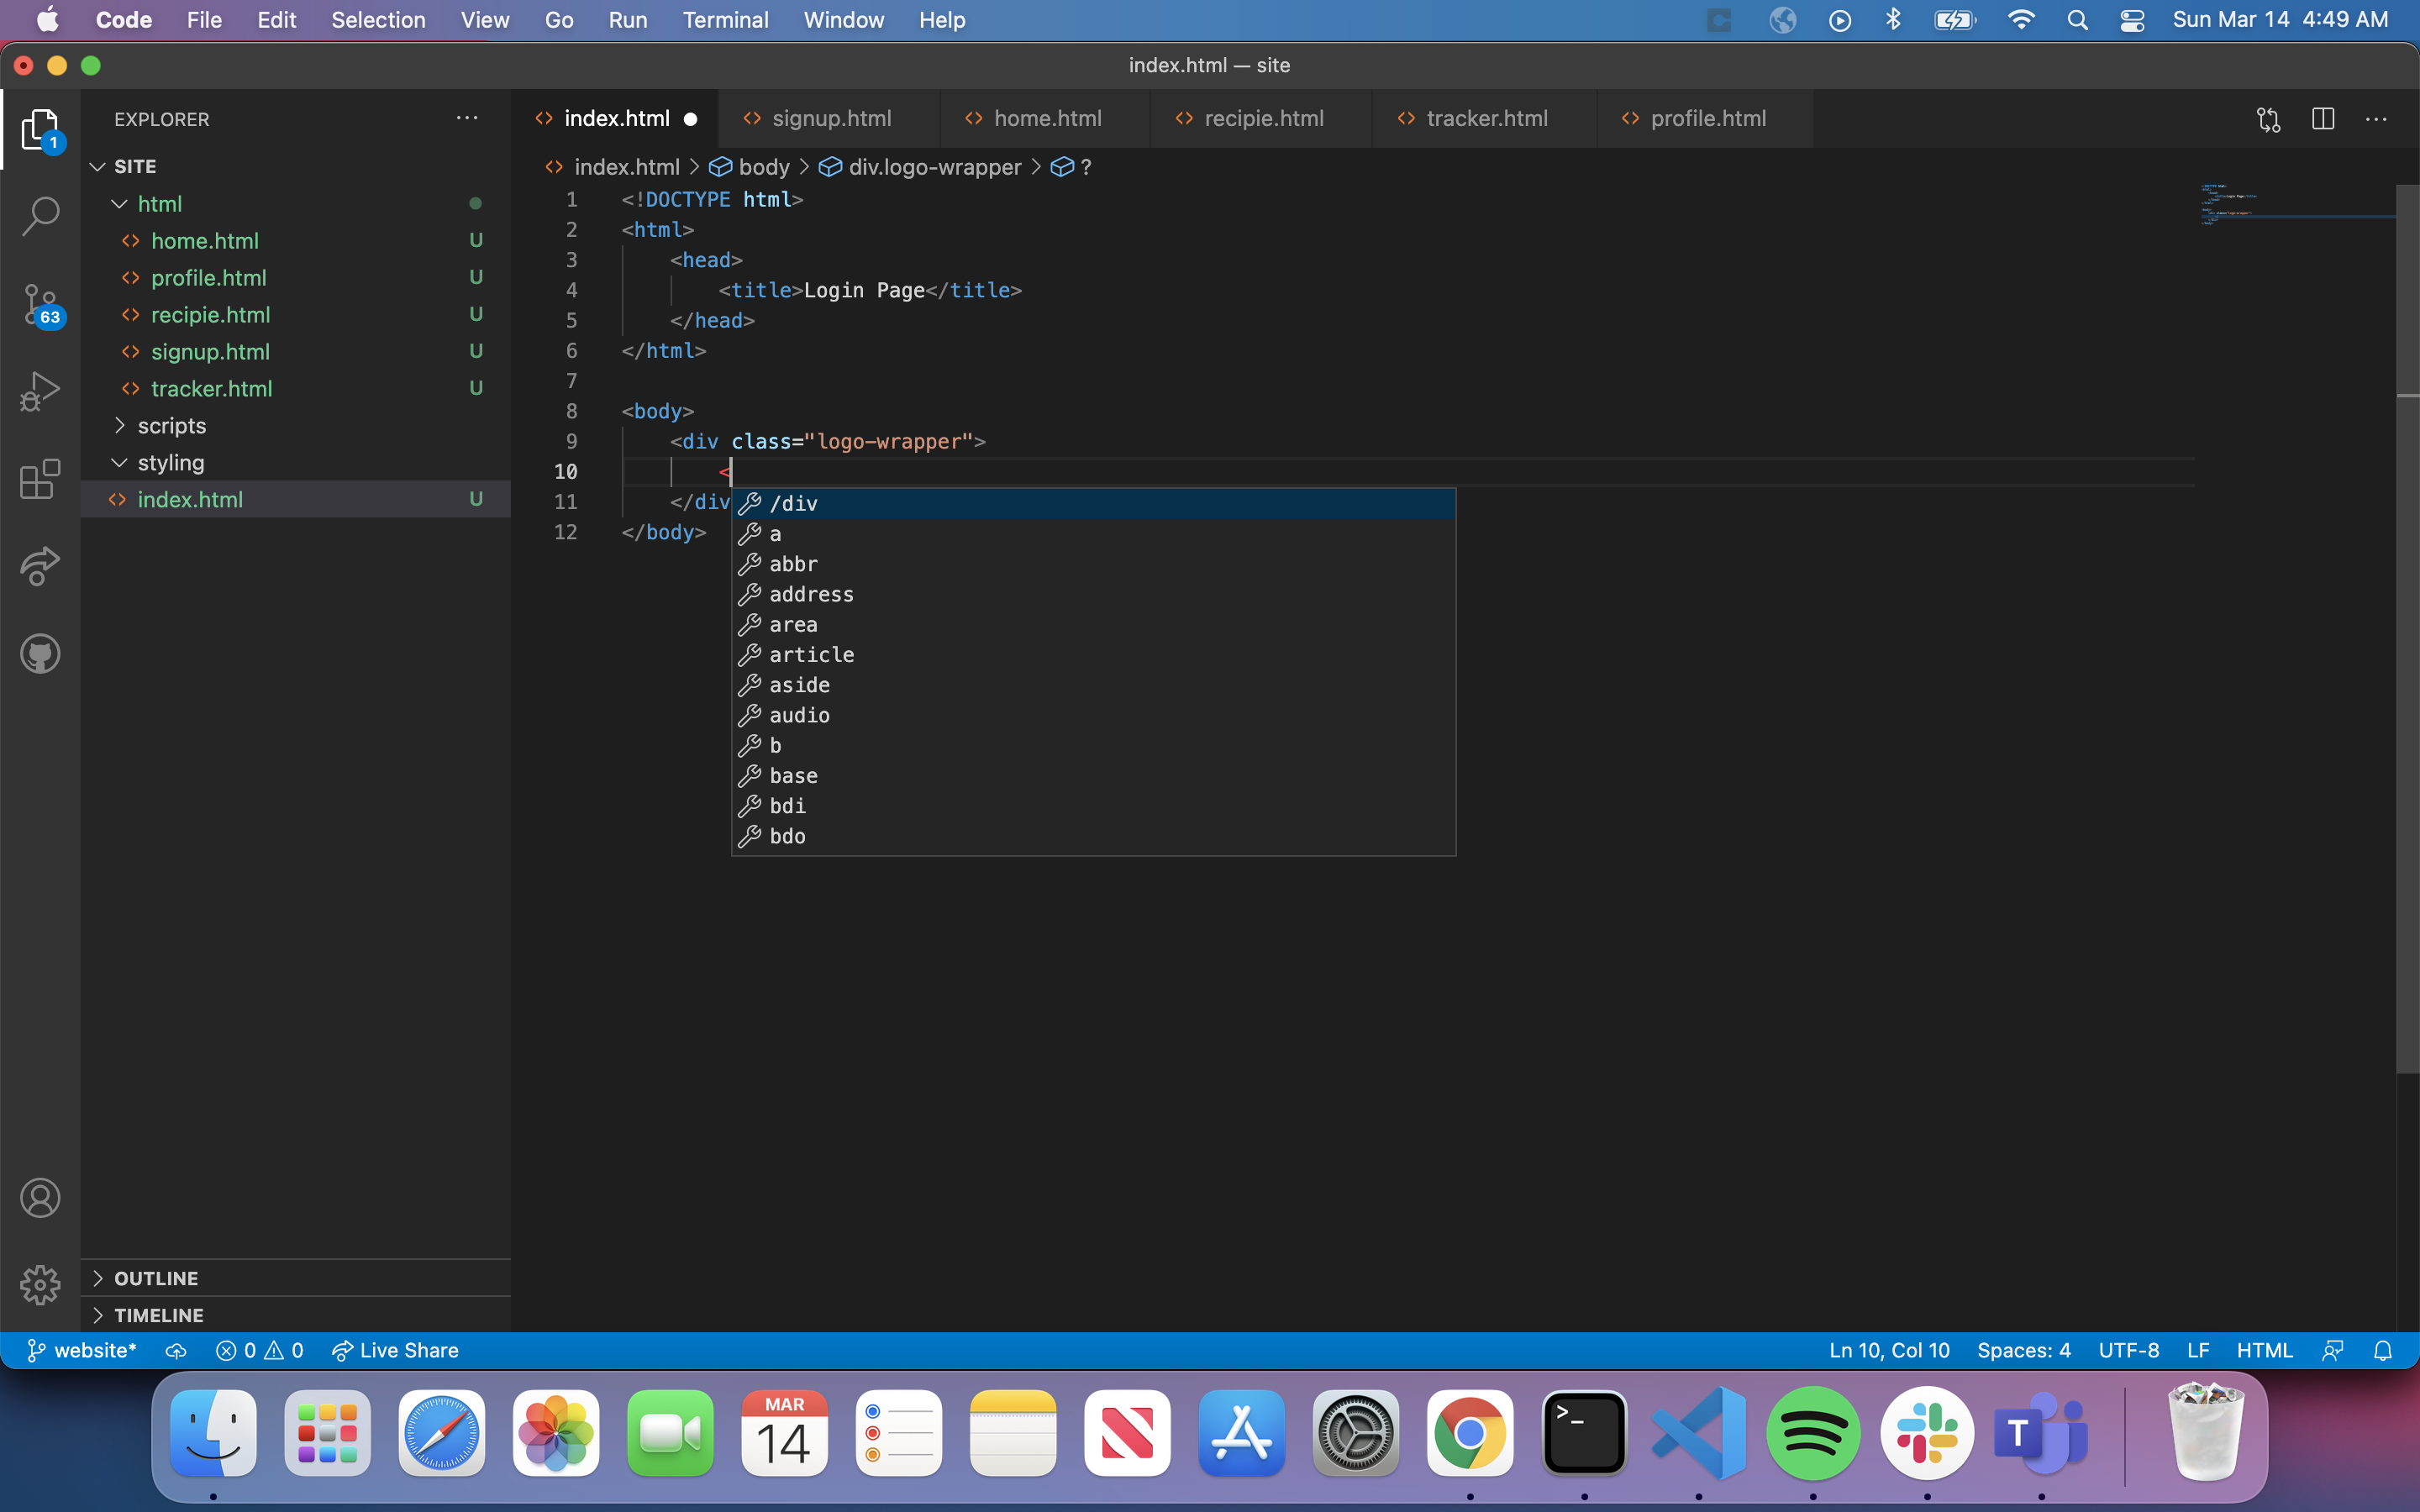 Code File Edit Selection View Go Run Terminal Window Help Sun Mar 14 4:49 AM
index.html — site
EXPLORER
index.html signup.html home.html recipie.html tracker.html profile.html
1
SITE
index.html > body > div.logo-wrapper > ?
html
home.html U
profile.html U
63
recipie.html U
signup.html U
tracker.html U
scripts
styling
index.html U
1 <!DOCTYPE html>
2 <html>
3 <head>
4 <title>Login Page</title>
5 </head>
6 </html>
7
8 <body>
9 <div class="logo-wrapper">
10 <
11 </div
12 </body>
/div
a
abbr
address
area
article
aside
audio
b
base
bdi
bdo
OUTLINE
TIMELINE
website* 0 0 Live Share Ln 10, Col 10 Spaces: 4 UTF-8 LF HTML
MAR
14
>_
T